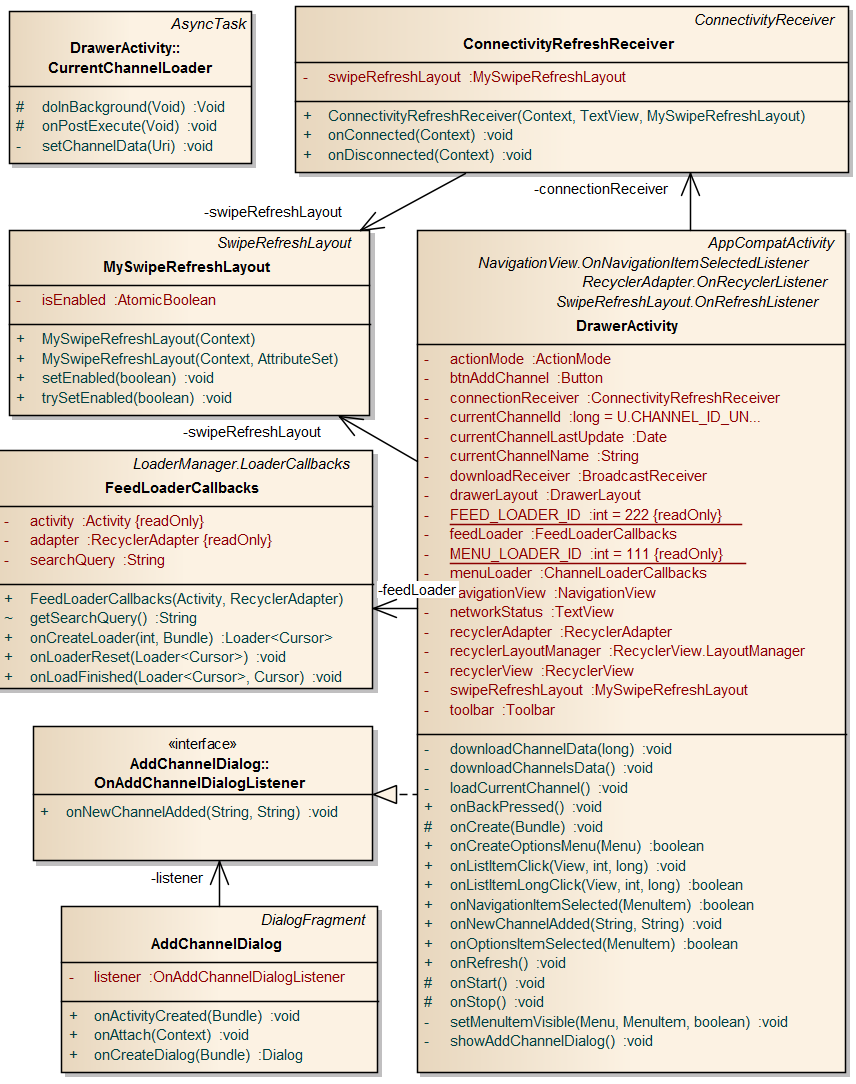 AsyncTask
DrawerActivity::
CurrentChannelLoader
# doInBackground(Void) :Void
# onPostExecute(Void) :void
- setChannelData(Uri) :void
ConnectivityReceiver
ConnectivityRefreshReceiver
- swipeRefreshLayout :MySwipeRefreshLayout
+ ConnectivityRefreshReceiver(Context, TextView, MySwipeRefreshLayout)
+ onConnected(Context) :void
+ onDisconnected(Context) :void
-connectionReceiver
-swipeRefreshLayout
SwipeRefreshLayout
MySwipeRefreshLayout
- isEnabled :AtomicBoolean
+ MySwipeRefreshLayout(Context)
+ MySwipeRefreshLayout(Context, AttributeSet)
+ setEnabled(boolean) :void
+ trySetEnabled(boolean) :void
-swipeRefreshLayout
LoaderManager.LoaderCallbacks
FeedLoaderCallbacks
- activity :Activity {readOnly}
- adapter :RecyclerAdapter {readOnly}
- searchQuery :String
+ FeedLoaderCallbacks(Activity, RecyclerAdapter)
~ getSearchQuery() :String
+ onCreateLoader(int, Bundle) :Loader<Cursor>
+ onLoaderReset(Loader<Cursor>) :void
+ onLoadFinished(Loader<Cursor>, Cursor) :void
-feedLoader
«interface»
AddChannelDialog::
OnAddChannelDialogListener
+ onNewChannelAdded(String, String) :void
-listener
DialogFragment
AddChannelDialog
- listener :OnAddChannelDialogListener
+ onActivityCreated(Bundle) :void
+ onAttach(Context) :void
+ onCreateDialog(Bundle) :Dialog
AppCompatActivity
NavigationView.OnNavigationItemSelectedListener
RecyclerAdapter.OnRecyclerListener
SwipeRefreshLayout.OnRefreshListener
DrawerActivity
- actionMode :ActionMode
- btnAddChannel :Button
- connectionReceiver :ConnectivityRefreshReceiver
- currentChannelId :long = U.CHANNEL_ID_UN...
- currentChannelLastUpdate :Date
- currentChannelName :String
- downloadReceiver :BroadcastReceiver
- drawerLayout :DrawerLayout
- FEED_LOADER_ID :int = 222 {readOnly}
- feedLoader :FeedLoaderCallbacks
- MENU_LOADER_ID :int = 111 {readOnly}
- menuLoader :ChannelLoaderCallbacks
navigationView :NavigationView
- networkStatus :TextView
- recyclerAdapter :RecyclerAdapter
- recyclerLayoutManager :RecyclerView.LayoutManager
- recyclerView :RecyclerView
- swipeRefreshLayout :MySwipeRefreshLayout
- toolbar :Toolbar
- downloadChannelData(long) :void
- downloadChannelsData() :void
- loadCurrentChannel() :void
+ onBackPressed() :void
# onCreate(Bundle) :void
+ onCreateOptionsMenu(Menu) :boolean
+ onListItemClick(View, int, long) :void
+ onListItemLongClick(View, int, long) :boolean
+ onNavigationItemSelected(MenuItem) :boolean
+ onNewChannelAdded(String, String) :void
+ onOptionsItemSelected(MenuItem) :boolean
+ onRefresh() :void
# onStart() :void
# onStop() :void
- setMenuItemVisible(Menu, MenuItem, boolean) :void
- showAddChannelDialog() :void